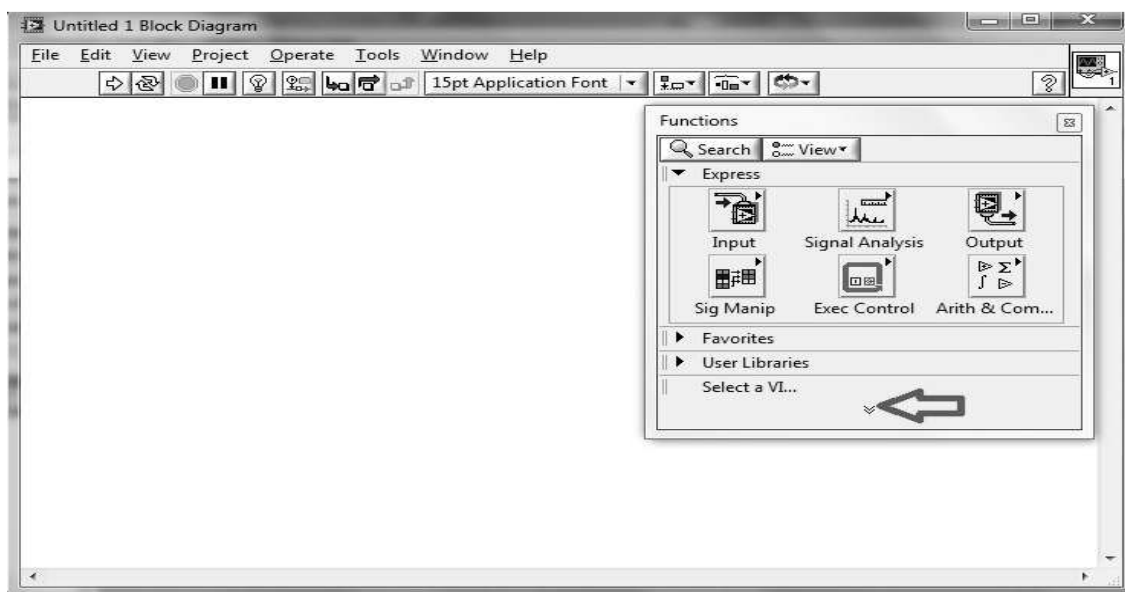 Untitled 1 Block Diagram
File Edit View Project Operate Tools Window Help
15pt Application Font
1
Functions
Search View
Express
Input Signal Analysis Output
Sig Manip Exec Control Arith & Com...
Favorites
User Libraries
Select a VI...